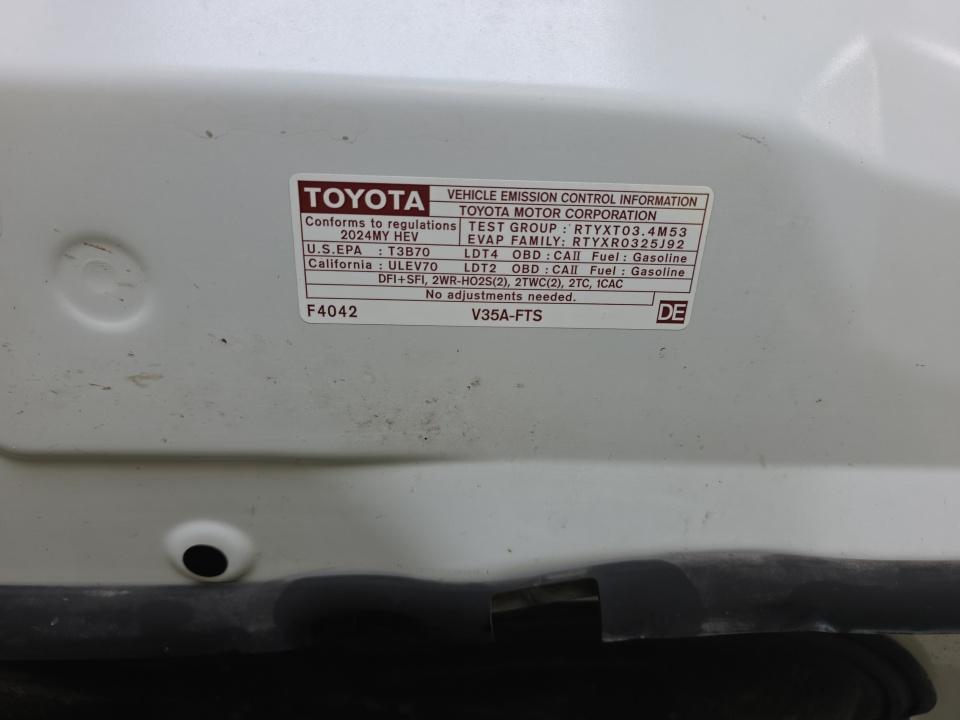 TOYOTA VEHICLE EMISSION CONTROL INFORMATION
TOYOTA MOTOR CORPORATION
Conforms to regulations
2024MY HEV
TEST GROUP : RTYXT03.4M53
EVAP FAMILY: RTYXR0325J92
U.S.EPA : T3B70 LDT4 OBD : CAII Fuel : Gasoline
California : ULEV70 LDT2 OBD : CAII Fuel : Gasoline
DFI+SFI, 2WR-HO2S(2), 2TWC(2), 2TC, 1CAC
No adjustments needed.
F4042 V35A-FTS DE